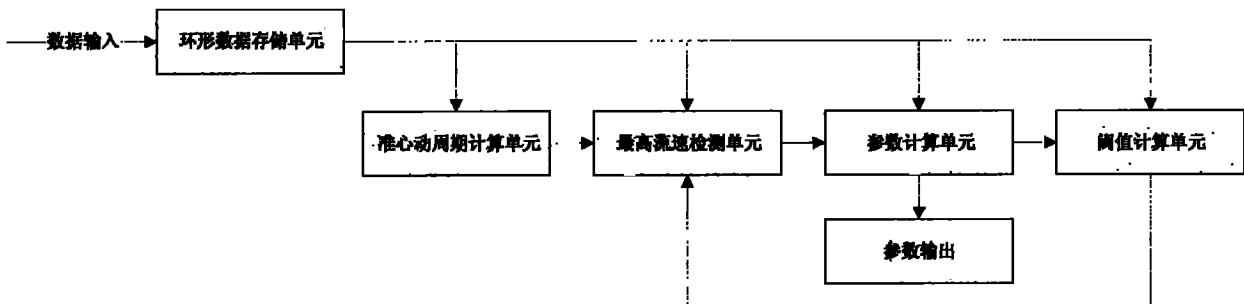 数据输入
环形数据存储单元
准心动周期计算单元
最高流速检测单元
参数计算单元
阈值计算单元
参数输出